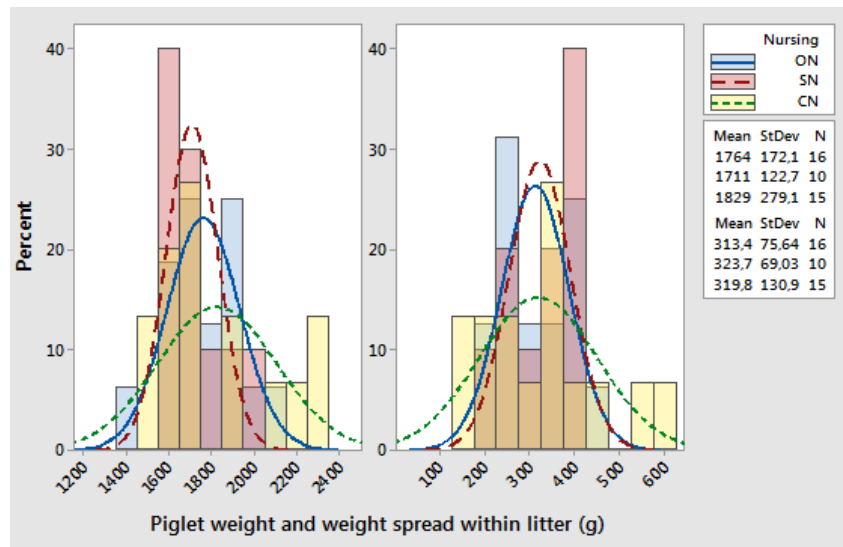 Percent
40
30
20
10
0
1200 1400 1600 1800 2000 2200 2400
100 200 300 400 500 600
Piglet weight and weight spread within litter (g)
Nursing
ON
SN
CN
Mean StDev N
1764 172,1 16
1711 122,7 10
1829 279,1 15
Mean StDev N
313,4 75,64 16
323,7 69,03 10
319,8 130,9 15
40
30
20
10
0